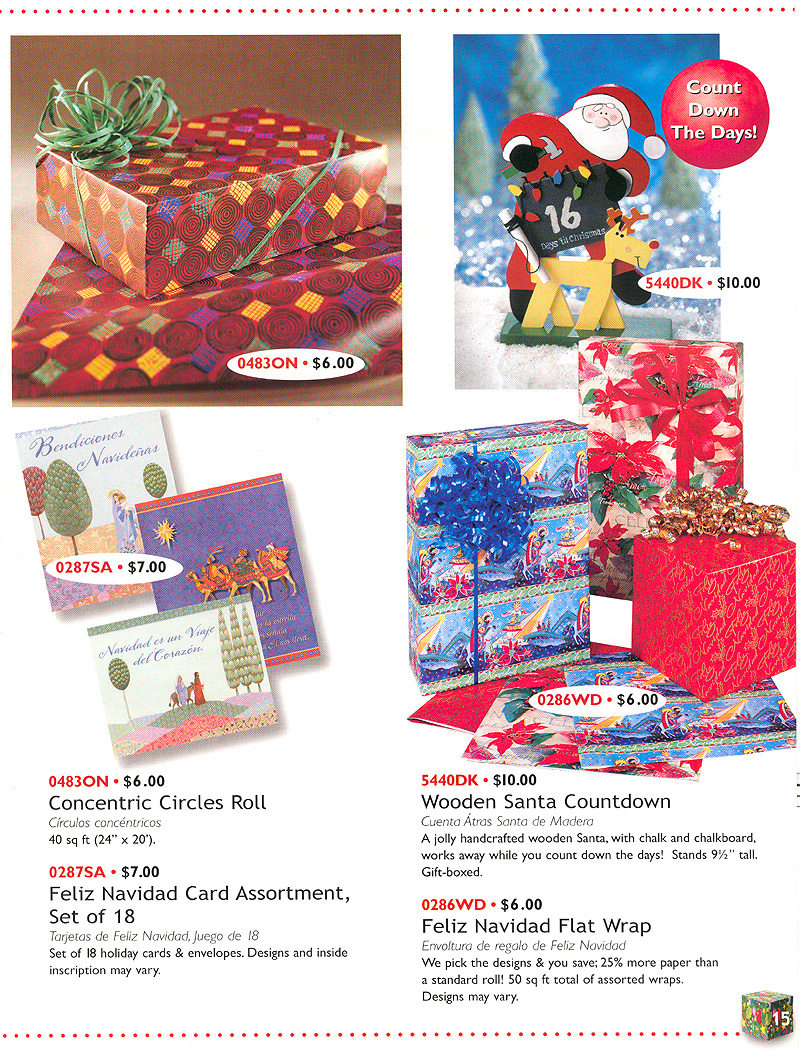 Count
Down
The Days!
16
Days 'til Christmas
5440DK • $10.00
0483ON • $6.00
Bendiciones
Navideñas
0287SA • $7.00
Navidad es un Viaje
del Corazón.
0286WD • $6.00
0483ON • $6.00
Concentric Circles Roll
Círculos concéntricos
40 sq ft (24" x 20').
0287SA • $7.00
Feliz Navidad Card Assortment,
Set of 18
Tarjetas de Feliz Navidad, Juego de 18
Set of 18 holiday cards & envelopes. Designs and inside
inscription may vary.
5440DK • $10.00
Wooden Santa Countdown
Cuenta Átras Santa de Madera
A jolly handcrafted wooden Santa, with chalk and chalkboard,
works away while you count down the days! Stands 9½" tall.
Gift-boxed.
0286WD • $6.00
Feliz Navidad Flat Wrap
Envoltura de regalo de Feliz Navidad
We pick the designs & you save; 25% more paper than
a standard roll! 50 sq ft total of assorted wraps.
Designs may vary.
15